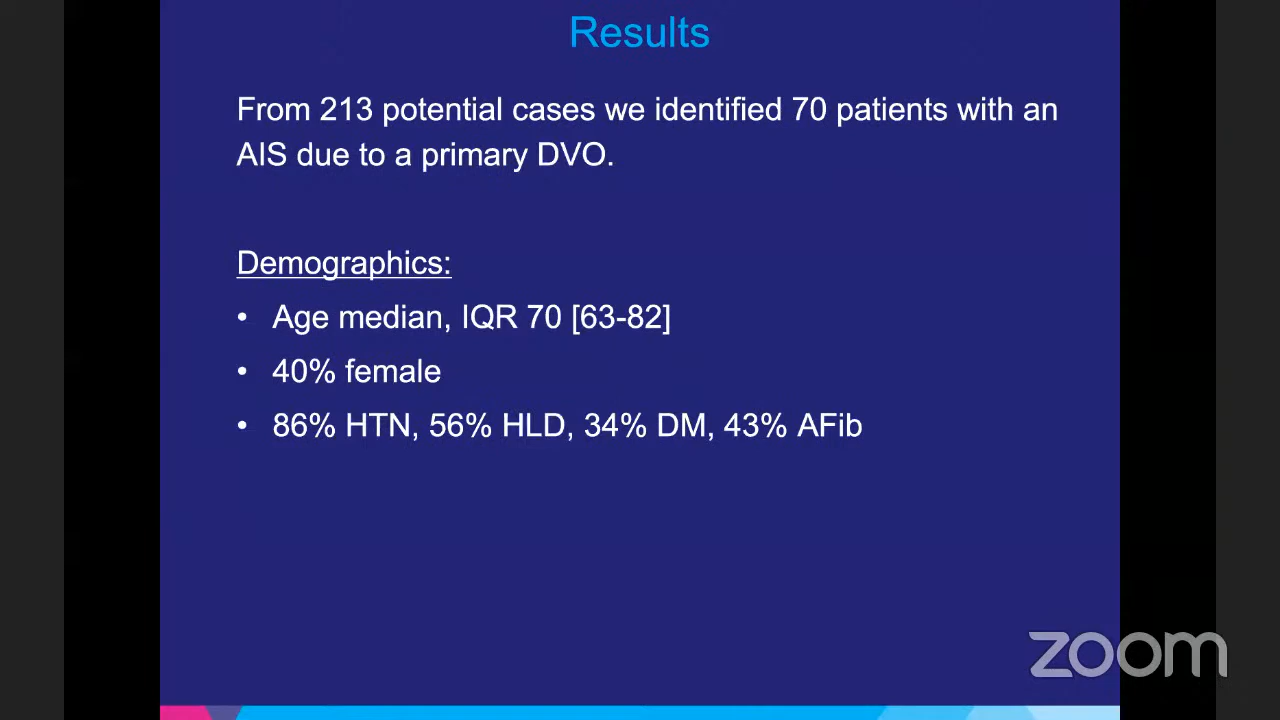 Results
From 213 potential cases we identified 70 patients with an
AIS due to a primary DVO.
Demographics:
• Age median, IQR 70 [63-82]
• 40% female
• 86% HTN, 56% HLD, 34% DM, 43% AFib
zoom